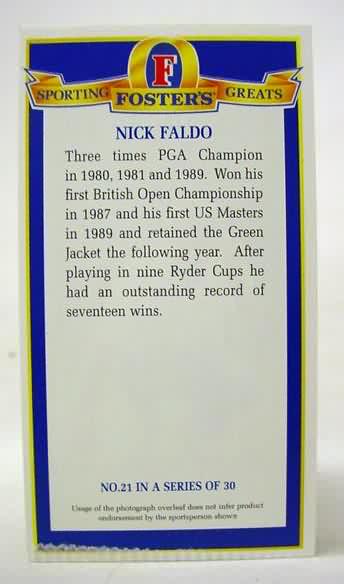 F
SPORTING FOSTER'S GREATS
NICK FALDO
Three times PGA Champion
in 1980, 1981 and 1989. Won his
first British Open Championship
in 1987 and his first US Masters
in 1989 and retained the Green
Jacket the following year. After
playing in nine Ryder Cups he
had an outstanding record of
seventeen wins.
NO.21 IN A SERIES OF 30
Usage of the photograph overleaf does not infer product
endorsement by the sportsperson shown